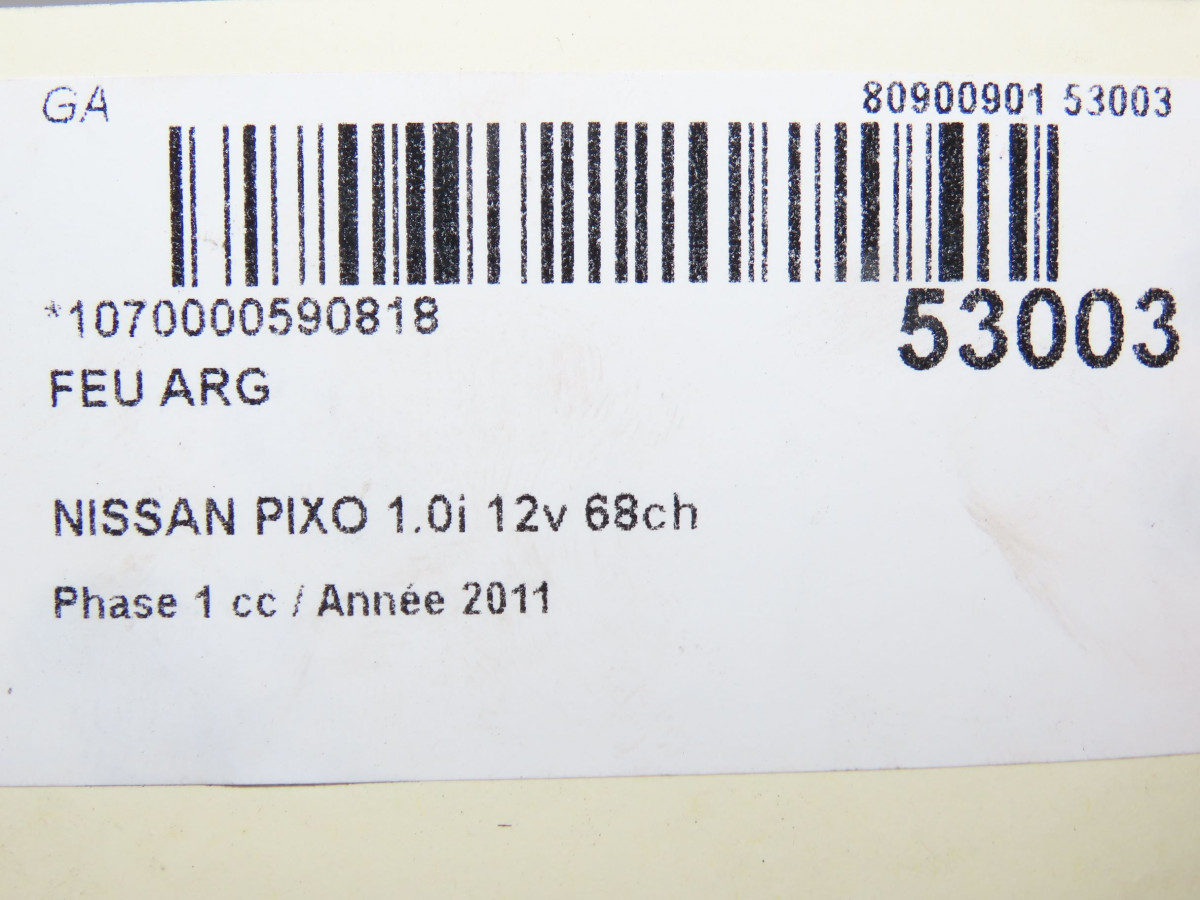 GA 80900901 53003
*1070000590818 53003
FEU ARG
NISSAN PIXO 1.0i 12v 68ch
Phase 1 cc / Année 2011